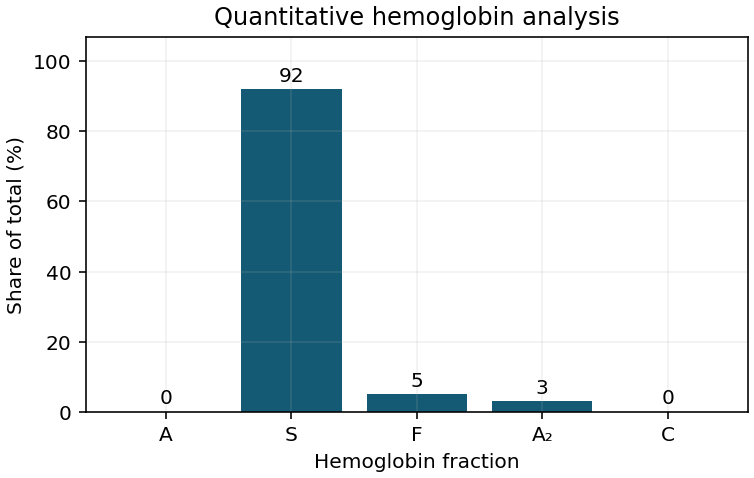 Quantitative hemoglobin analysis
Share of total (%)
100
80
60
40
20
0
0
92
5
3
0
A
S
F
A₂
C
Hemoglobin fraction